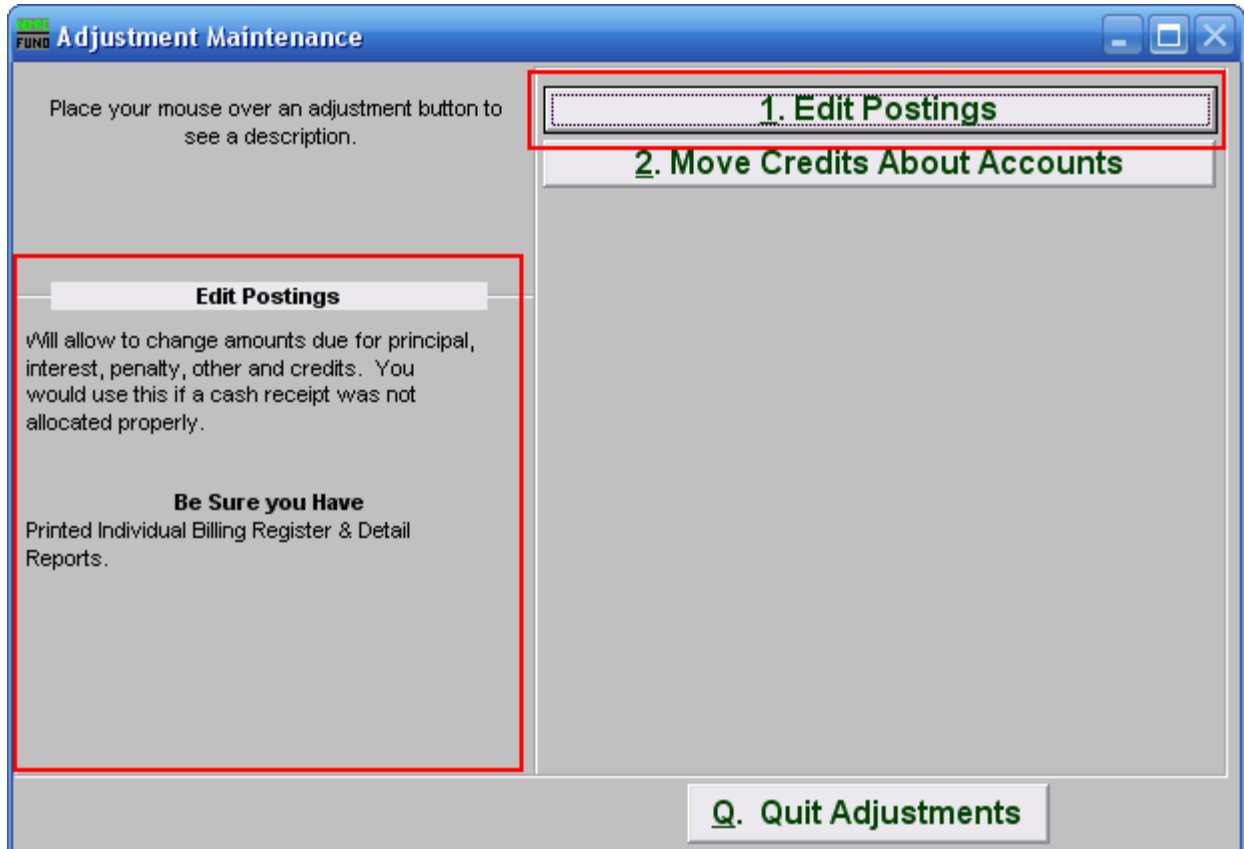 FUND Adjustment Maintenance
Place your mouse over an adjustment button to
see a description.
Edit Postings
Will allow to change amounts due for principal,
interest, penalty, other and credits. You
would use this if a cash receipt was not
allocated properly.
Be Sure you Have
Printed Individual Billing Register & Detail
Reports.
1. Edit Postings
2. Move Credits About Accounts
Q. Quit Adjustments